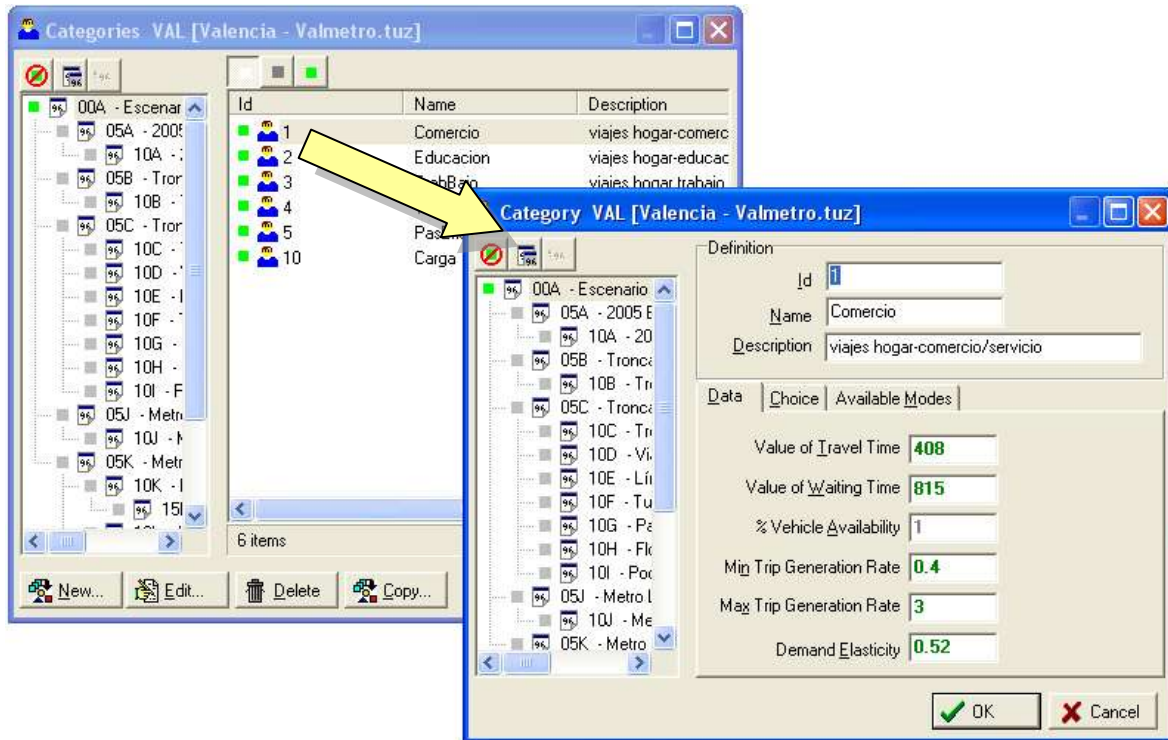 Categories VAL [Valencia - Valmetro.tuz]
00A - Escenar
05A - 2005
10A - :
05B - Tror
10B -
05C - Tror
10C -
10D -
10E - I
10F -
10G -
10H -
10I - F
05J - Metr
10J -
05K - Metr
10K - I
15I
Id Name Description
1 Comercio viajes hogar-comerc
2 Educacion viajes hogar-educac
3 viajes hogar trabajo
4
5
10 Carga
6 items
New... Edit... Delete Copy...
Category VAL [Valencia - Valmetro.tuz]
00A - Escenario
05A - 2005 E
10A - 20
05B - Tronca
10B - Tr
05C - Tronca
10C - Tr
10D - Vi
10E - Lí
10F - Tu
10G - Pa
10H - Flo
10I - Poc
05J - Metro L
10J - Me
05K - Metro
Definition
Id 1
Name Comercio
Description viajes hogar-comercio/servicio
Data Choice Available Modes
Value of Travel Time 408
Value of Waiting Time 815
% Vehicle Availability 1
Min Trip Generation Rate 0.4
Max Trip Generation Rate 3
Demand Elasticity 0.52
OK Cancel